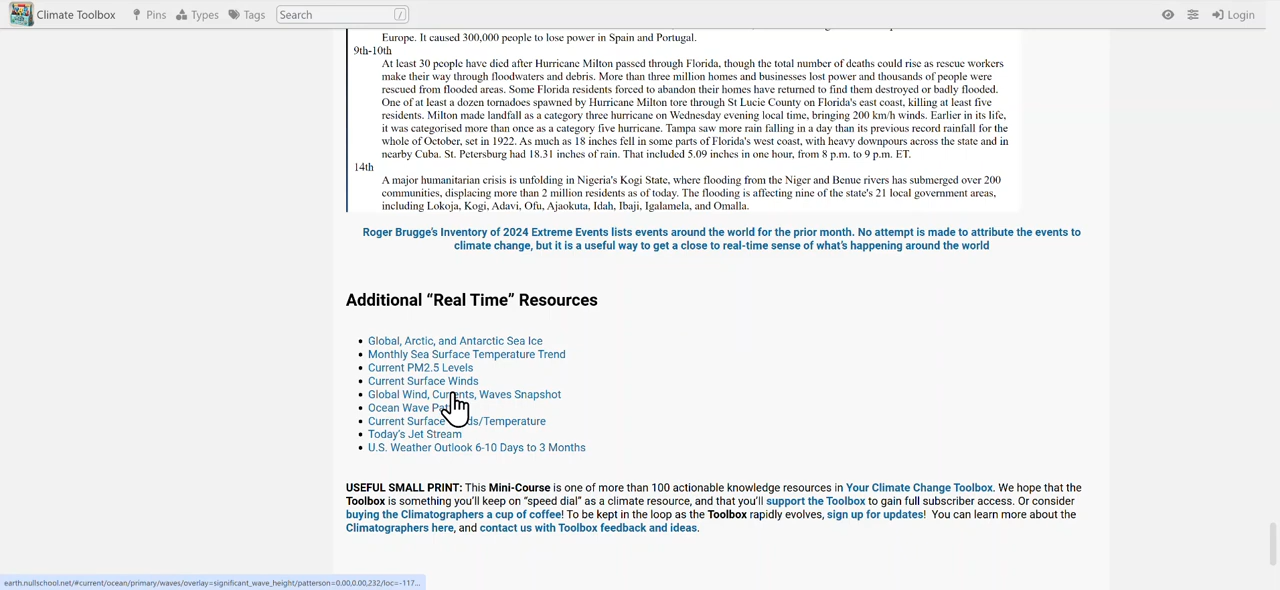 Climate Toolbox Pins Types Tags Search / Login
Europe. It caused 300,000 people to lose power in Spain and Portugal.
9th-10th
At least 30 people have died after Hurricane Milton passed through Florida, though the total number of deaths could rise as rescue workers
make their way through floodwaters and debris. More than three million homes and businesses lost power and thousands of people were
rescued from flooded areas. Some Florida residents forced to abandon their homes have returned to find them destroyed or badly flooded.
One of at least a dozen tornadoes spawned by Hurricane Milton tore through St Lucie County on Florida's east coast, killing at least five
residents. Milton made landfall as a category three hurricane on Wednesday evening local time, bringing 200 km/h winds. Earlier in its life,
it was categorised more than once as a category five hurricane. Tampa saw more rain falling in a day than its previous record rainfall for the
whole of October, set in 1922. As much as 18 inches fell in some parts of Florida's west coast, with heavy downpours across the state and in
nearby Cuba. St. Petersburg had 18.31 inches of rain. That included 5.09 inches in one hour, from 8 p.m. to 9 p.m. ET.
14th
A major humanitarian crisis is unfolding in Nigeria's Kogi State, where flooding from the Niger and Benue rivers has submerged over 200
communities, displacing more than 2 million residents as of today. The flooding is affecting nine of the state's 21 local government areas,
including Lokoja, Kogi, Adavi, Ofu, Ajaokuta, Idah, Ibaji, Igalamela, and Omalla.
Roger Brugge's Inventory of 2024 Extreme Events lists events around the world for the prior month. No attempt is made to attribute the events to
climate change, but it is a useful way to get a close to real-time sense of what's happening around the world
Additional “Real Time” Resources
• Global, Arctic, and Antarctic Sea Ice
• Monthly Sea Surface Temperature Trend
• Current PM2.5 Levels
• Current Surface Winds
• Global Wind, Currents, Waves Snapshot
• Ocean Wave
• Current Surface /Temperature
• Today's Jet Stream
• U.S. Weather Outlook 6-10 Days to 3 Months
USEFUL SMALL PRINT: This Mini-Course is one of more than 100 actionable knowledge resources in Your Climate Change Toolbox. We hope that the
Toolbox is something you'll keep on “speed dial” as a climate resource, and that you'll support the Toolbox to gain full subscriber access. Or consider
buying the Climatographers a cup of coffee! To be kept in the loop as the Toolbox rapidly evolves, sign up for updates! You can learn more about the
Climatographers here, and contact us with Toolbox feedback and ideas.
earth.nullschool.net/#current/ocean/primary/waves/overlay=significant_wave_height/patterson=0.00,0.00,232/loc=-117...